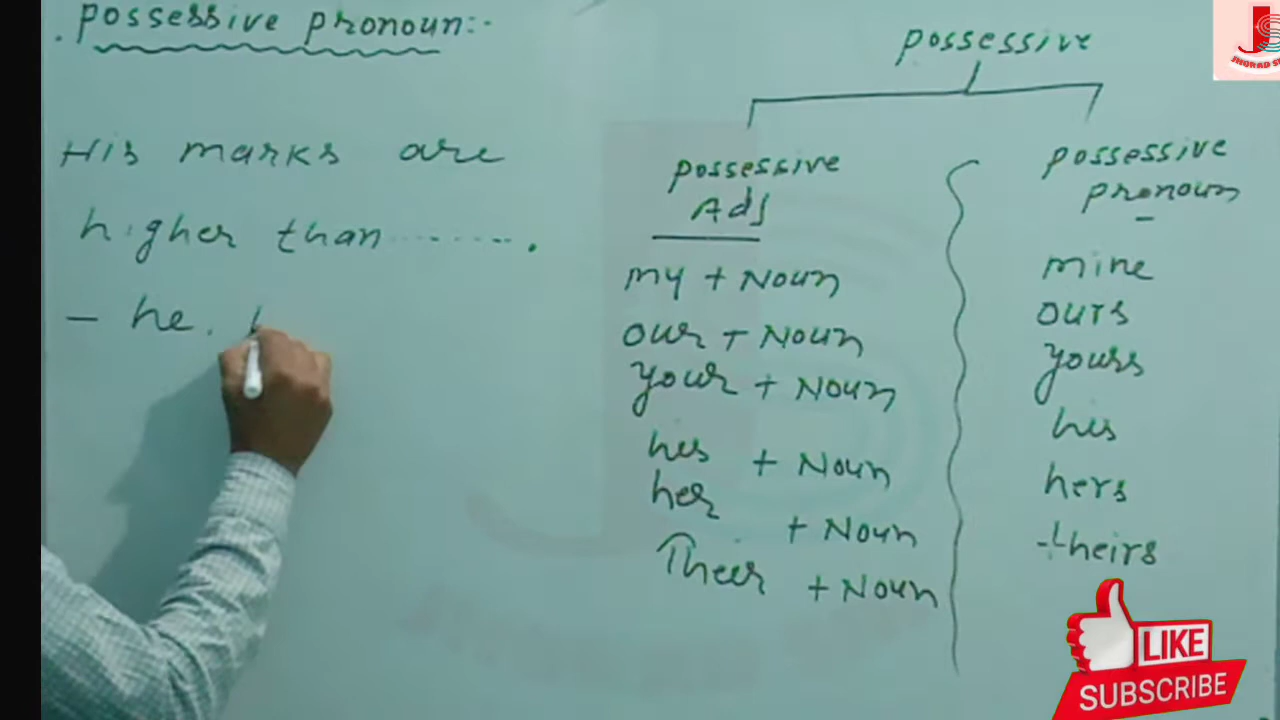 . possessive pronoun:-
His marks are
higher than ........ .
- he.
possessive
possessive
Adj
my + Noun
our + Noun
your + Noun
his + Noun
her + Noun
Their + Noun
possessive
pronoun
mine
ours
yours
his
hers
theirs
LIKE
SUBSCRIBE